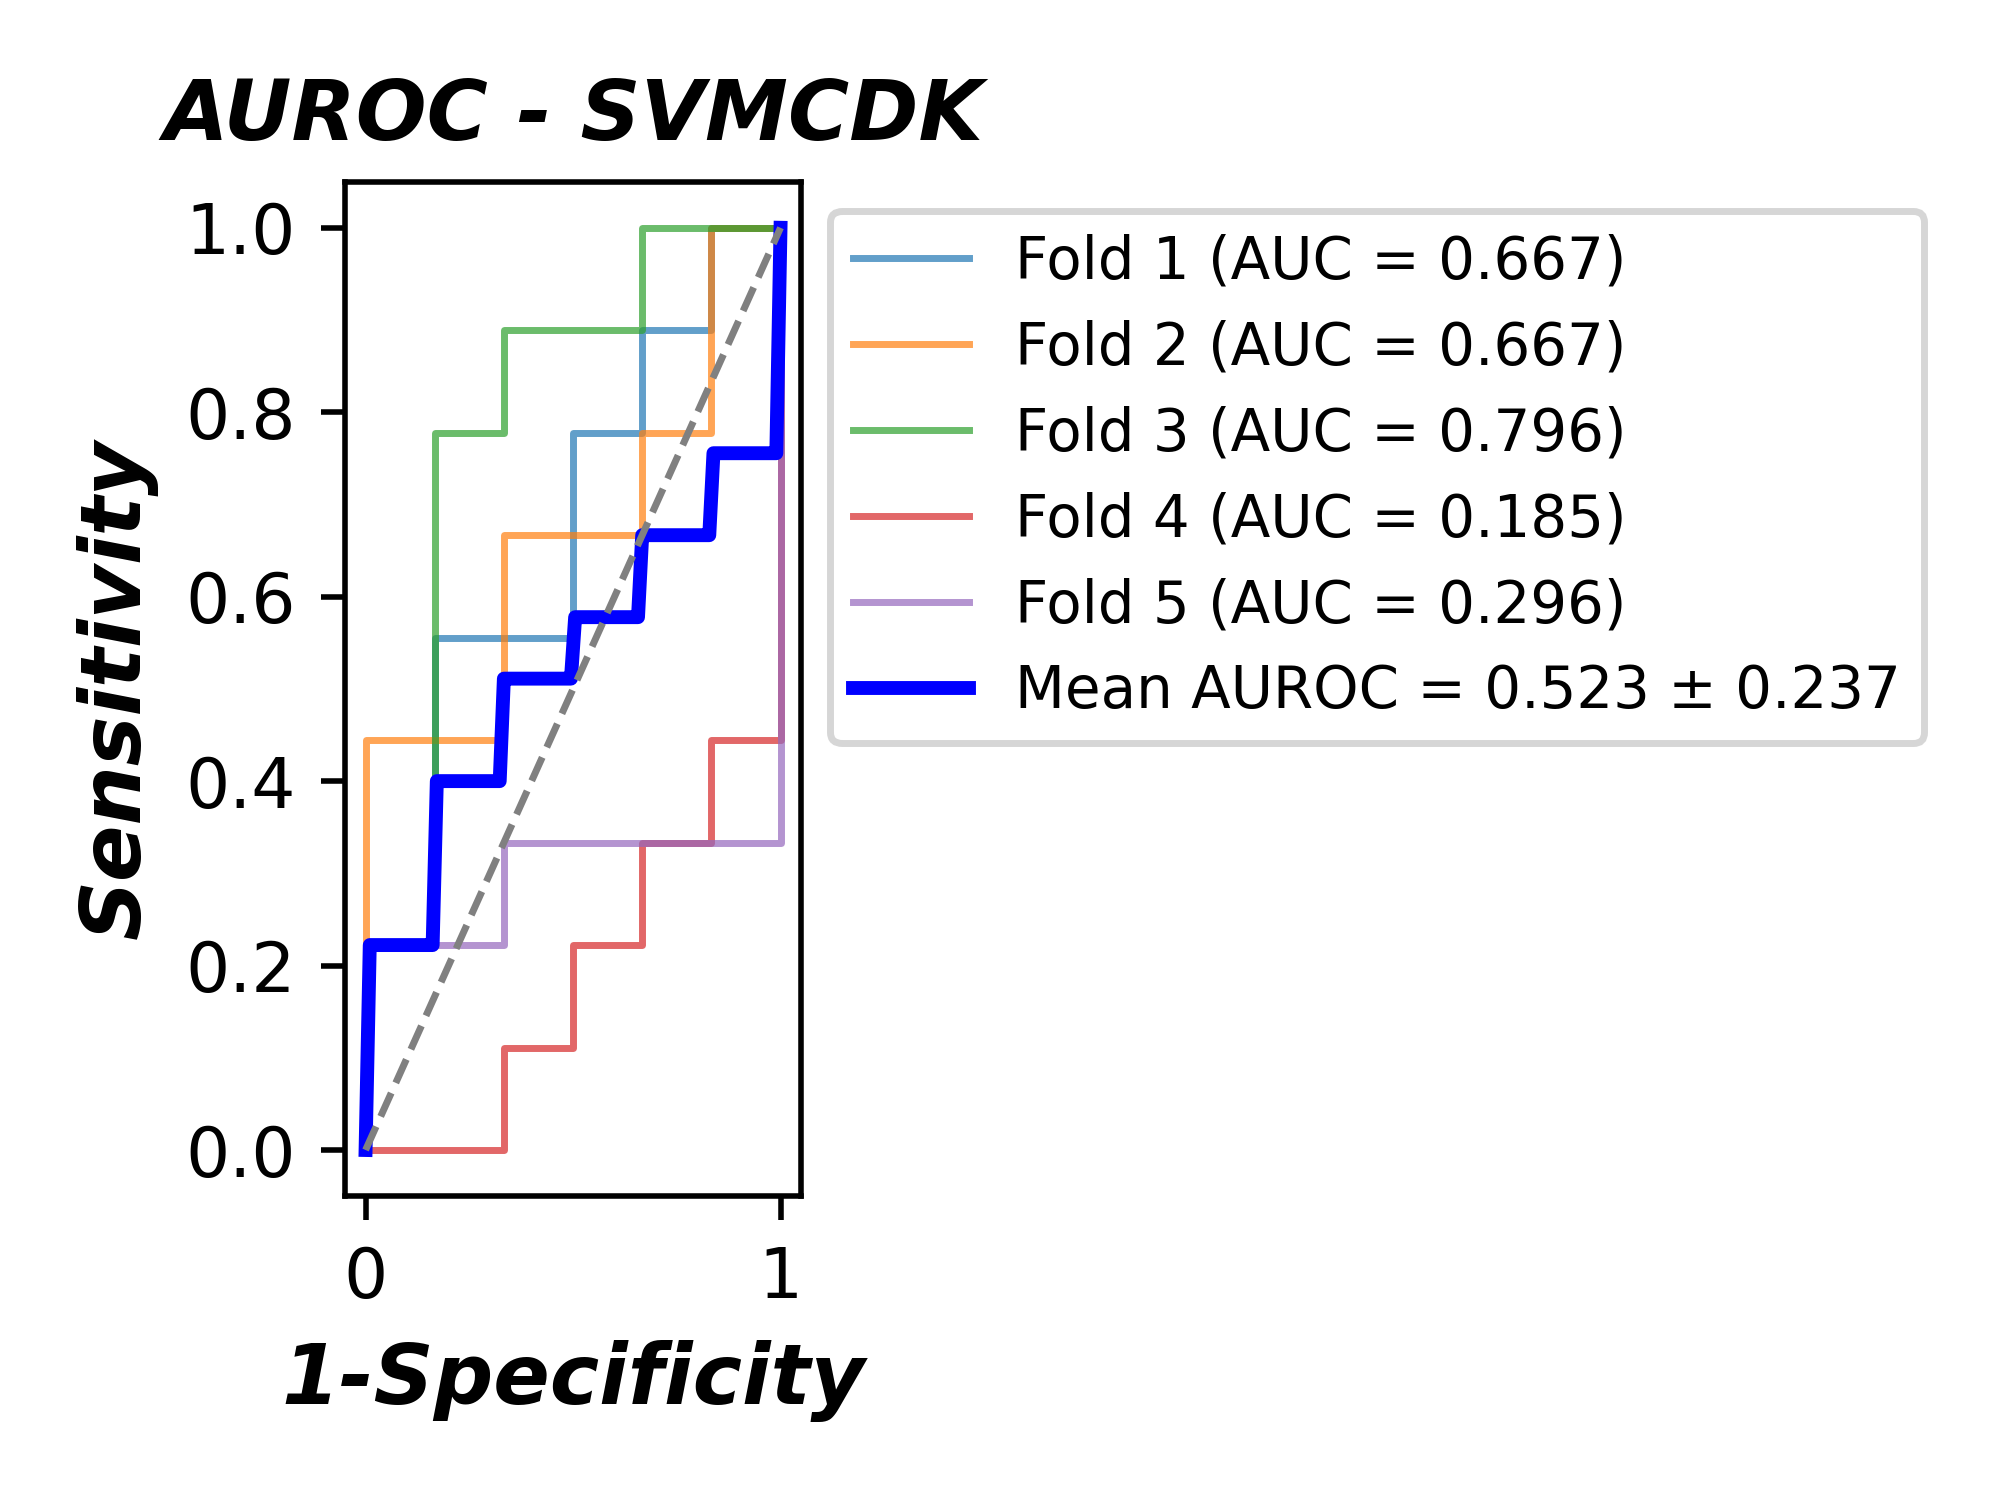 AUROC - SVMCDK
1.0
0.8
0.6
0.4
0.2
0.0
Sensitivity
0 1
1-Specificity
Fold 1 (AUC = 0.667)
Fold 2 (AUC = 0.667)
Fold 3 (AUC = 0.796)
Fold 4 (AUC = 0.185)
Fold 5 (AUC = 0.296)
Mean AUROC = 0.523 ± 0.237